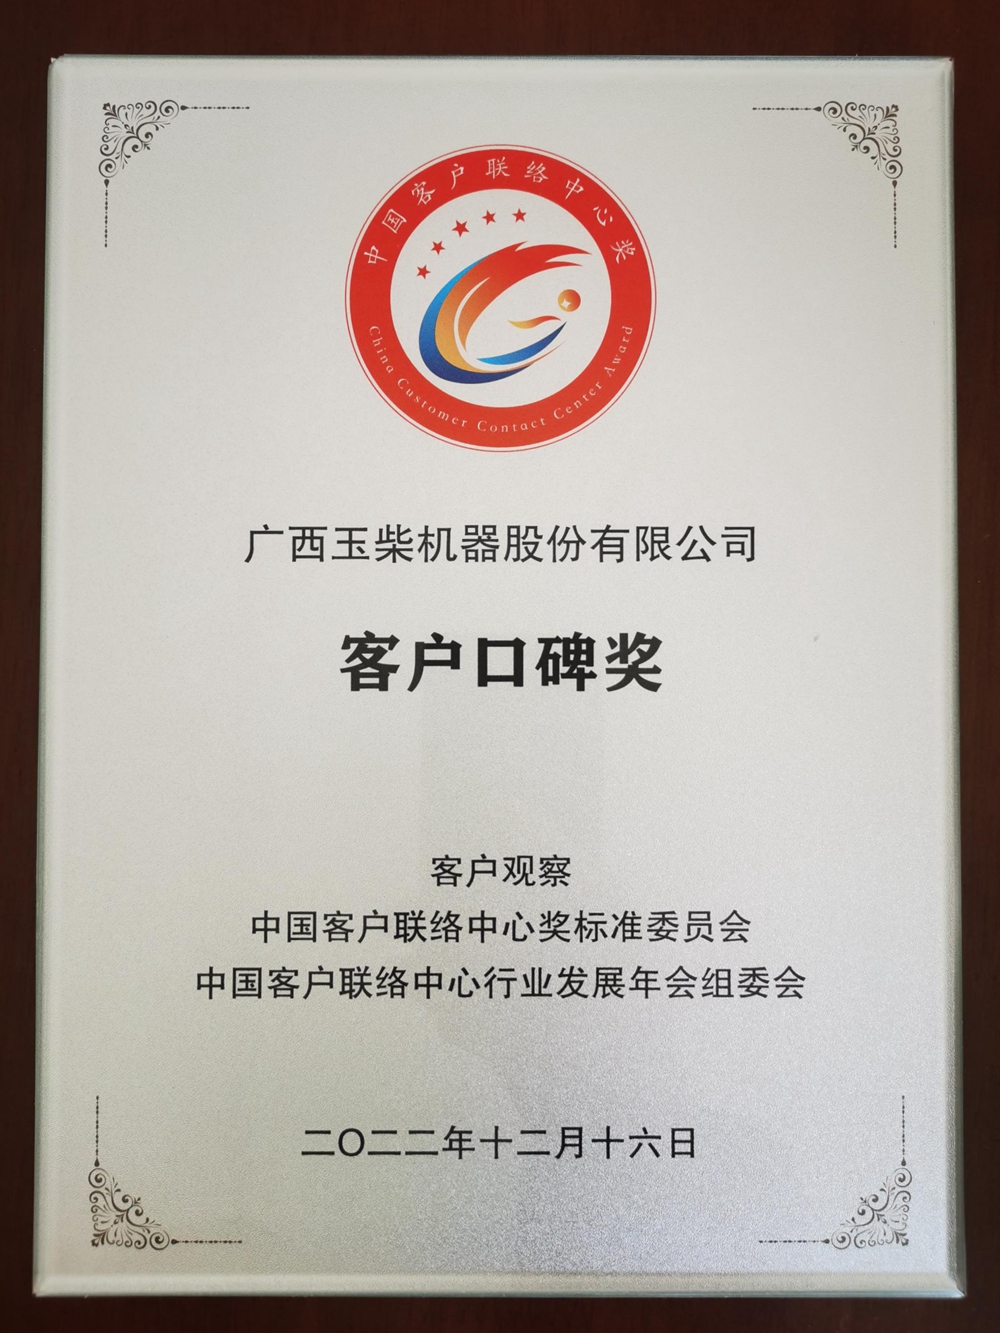 中国客户联络中心奖
China Customer Contact Center Award
广西玉柴机器股份有限公司
客户口碑奖
客户观察
中国客户联络中心奖标准委员会
中国客户联络中心行业发展年会组委会
二〇二二年十二月十六日